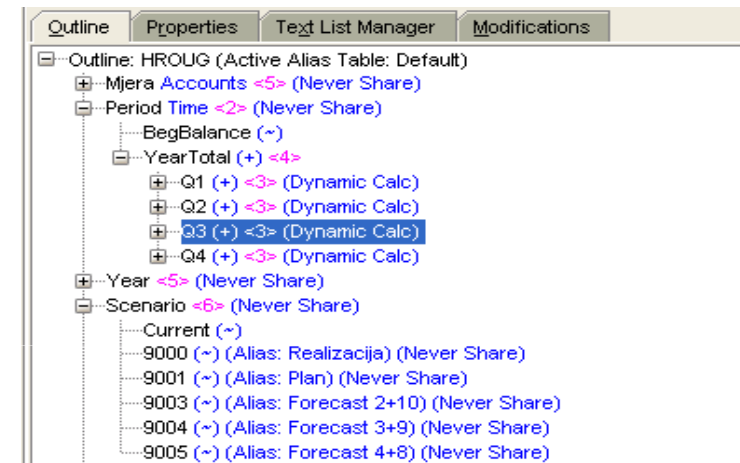 Outline Properties Text List Manager Modifications
Outline: HROUG (Active Alias Table: Default)
Mjera Accounts <5> (Never Share)
Period Time <2> (Never Share)
BegBalance (~)
YearTotal (+) <4>
Q1 (+) <3> (Dynamic Calc)
Q2 (+) <3> (Dynamic Calc)
Q3 (+) <3> (Dynamic Calc)
Q4 (+) <3> (Dynamic Calc)
Year <5> (Never Share)
Scenario <6> (Never Share)
Current (~)
9000 (~) (Alias: Realizacija) (Never Share)
9001 (~) (Alias: Plan) (Never Share)
9003 (~) (Alias: Forecast 2+10) (Never Share)
9004 (~) (Alias: Forecast 3+9) (Never Share)
9005 (~) (Alias: Forecast 4+8) (Never Share)